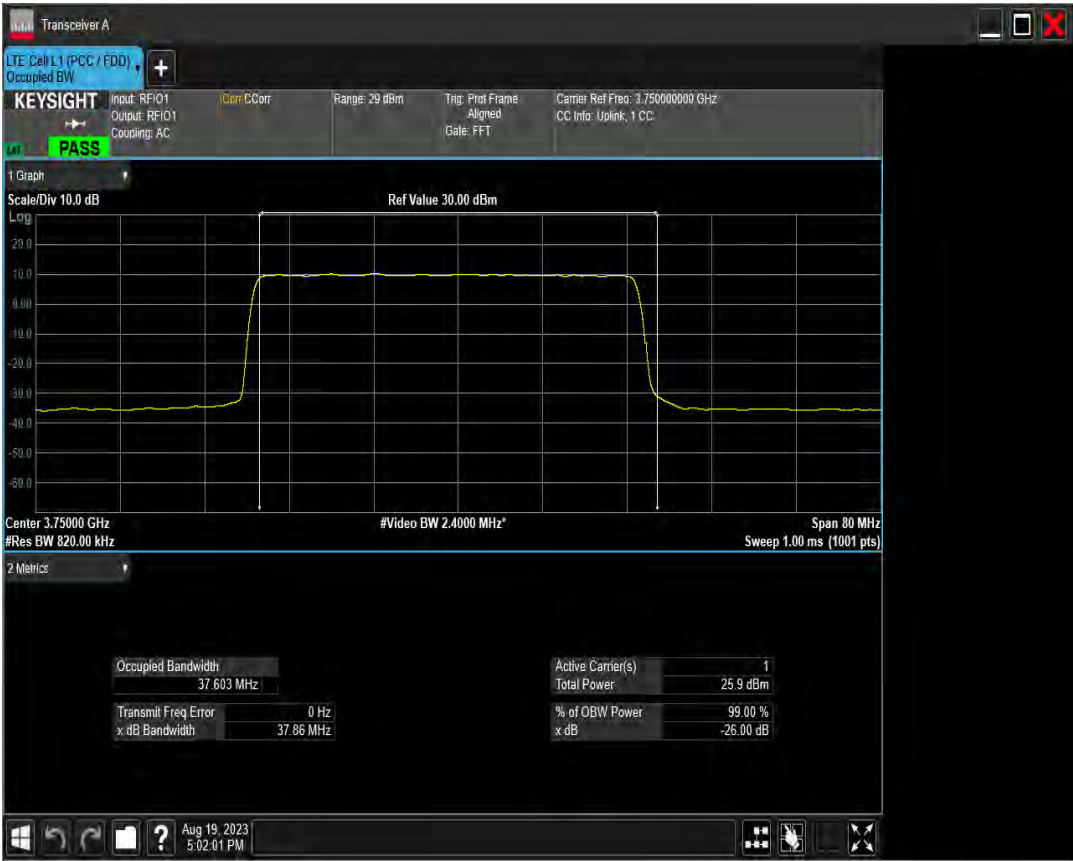 Transceiver A
LTE Cell L1 (PCC / FDD)
Occupied BW
+
KEYSIGHT
Input: RFIO1
Output: RFIO1
Coupling: AC
Corr CCorr
Range: 29 dBm
Trig: Prot Frame
Aligned
Gate: FFT
Carrier Ref Freq: 3.750000000 GHz
CC Info: Uplink, 1 CC
PASS
1 Graph
Scale/Div 10.0 dB
Ref Value 30.00 dBm
Log
20.0
10.0
0.00
-10.0
-20.0
-30.0
-40.0
-50.0
-60.0
Center 3.75000 GHz
#Video BW 2.4000 MHz*
Span 80 MHz
#Res BW 820.00 kHz
Sweep 1.00 ms (1001 pts)
2 Metrics
Occupied Bandwidth
37.603 MHz
Transmit Freq Error 0 Hz
x dB Bandwidth 37.86 MHz
Active Carrier(s) 1
Total Power 25.9 dBm
% of OBW Power 99.00 %
x dB -26.00 dB
?
Aug 19, 2023
5:02:01 PM